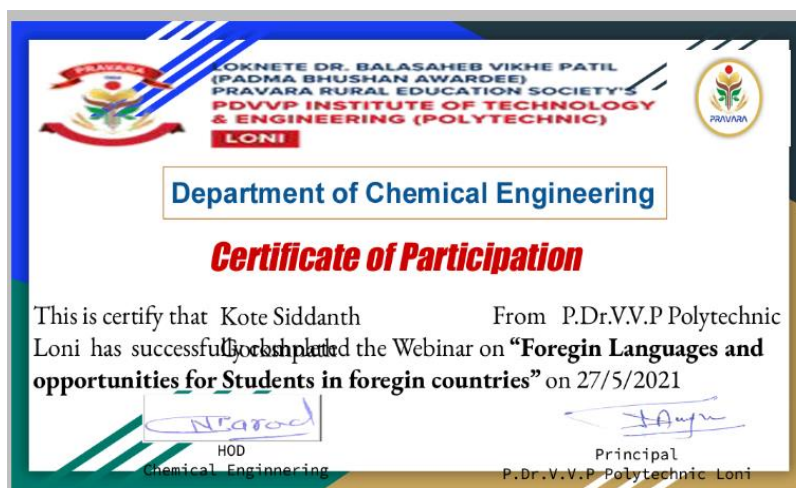 PRAVARA
LOKNETE DR. BALASAHEB VIKHE PATIL
(PADMA BHUSHAN AWARDEE)
PRAVARA RURAL EDUCATION SOCIETY'S
PDVVP INSTITUTE OF TECHNOLOGY
& ENGINEERING (POLYTECHNIC)
LONI
PRAVARA
Department of Chemical Engineering
Certificate of Participation
This is certify that Kote Siddanth From P.Dr.V.V.P Polytechnic
Loni has successfully completed the Webinar on “Foregin Languages and
Gorakshnath
opportunities for Students in foregin countries” on 27/5/2021
HOD
Chemical Enginnering
Principal
P.Dr.V.V.P Polytechnic Loni